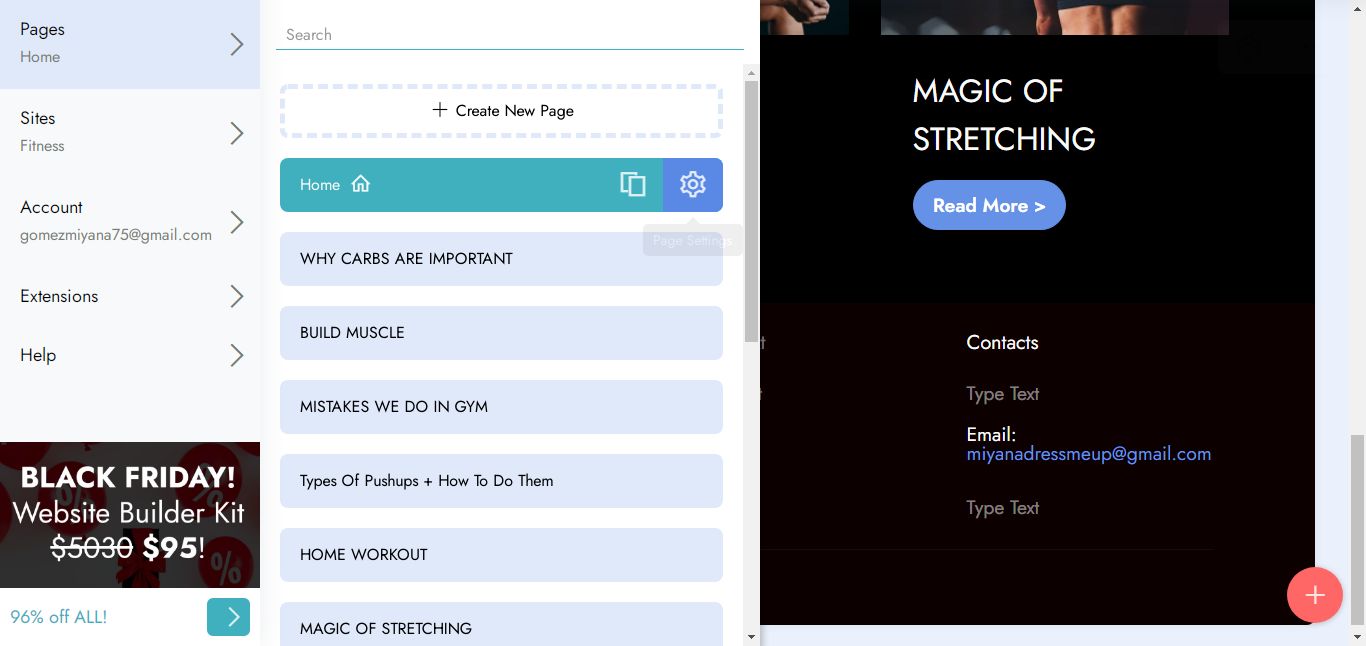 Pages
Home
Sites
Fitness
Account
gomezmiyana75@gmail.com
Extensions
Help
BLACK FRIDAY!
Website Builder Kit
$5030 $95!
96% off ALL!
Search
+ Create New Page
Home
Page Settings
WHY CARBS ARE IMPORTANT
BUILD MUSCLE
MISTAKES WE DO IN GYM
Types Of Pushups + How To Do Them
HOME WORKOUT
MAGIC OF STRETCHING
MAGIC OF
STRETCHING
Read More >
Contacts
Type Text
Email:
miyanadressmeup@gmail.com
Type Text